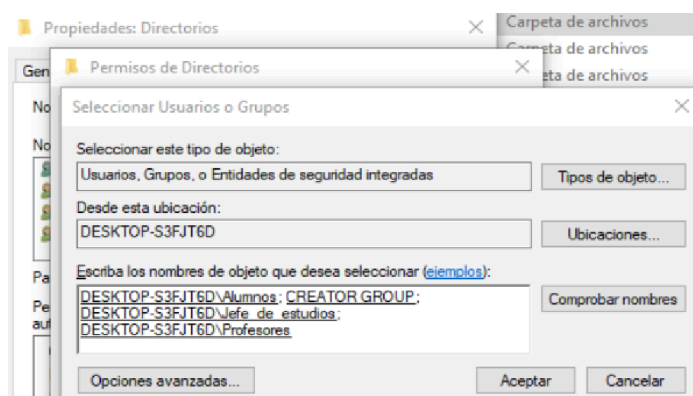 Propiedades: Directorios
Carpeta de archivos
Carpeta de archivos
eta de archivos
Gen
Permisos de Directorios
No
Seleccionar Usuarios o Grupos
No
Seleccionar este tipo de objeto:
Usuarios, Grupos, o Entidades de seguridad integradas
Tipos de objeto...
Desde esta ubicación:
DESKTOP-S3FJT6D
Ubicaciones...
Pa
Escriba los nombres de objeto que desea seleccionar (ejemplos):
Pe
aut
DESKTOP-S3FJT6D\Alumnos; CREATOR GROUP;
DESKTOP-S3FJT6D\Jefe_de_estudios;
DESKTOP-S3FJT6D\Profesores
Comprobar nombres
Opciones avanzadas...
Aceptar
Cancelar